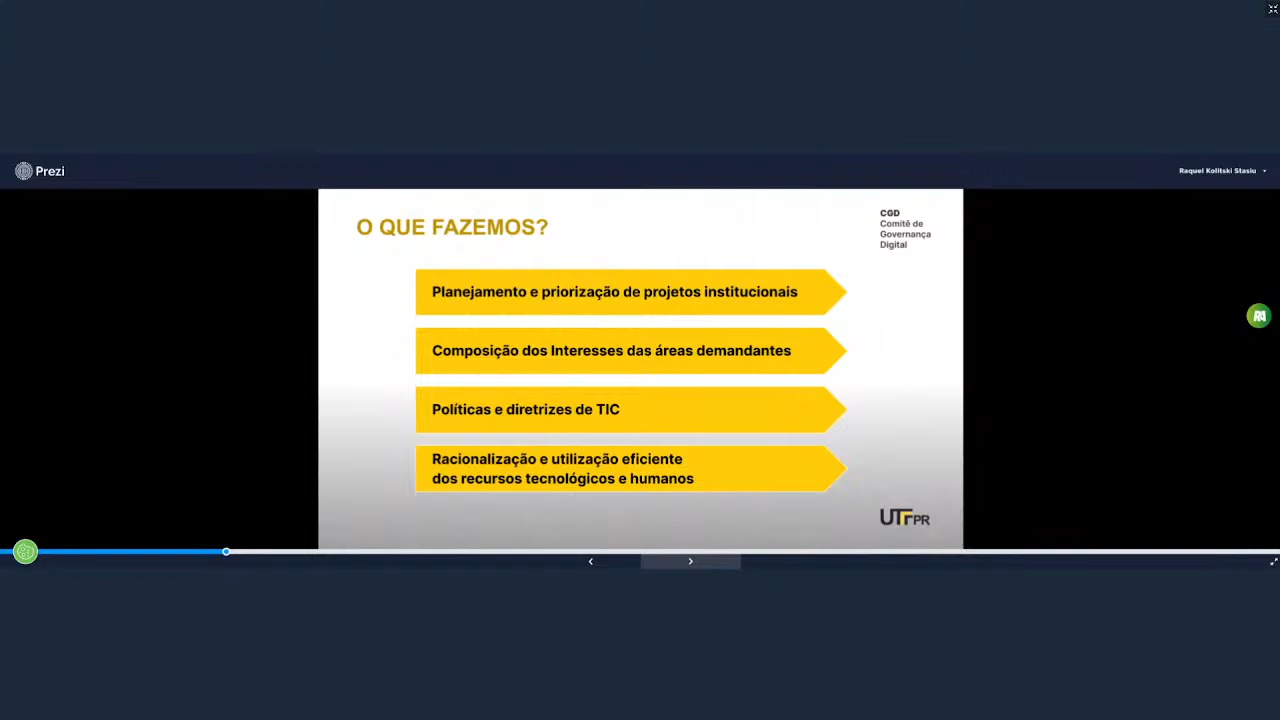 Prezi
Raquel Kolitski Stasiu
O QUE FAZEMOS?
CGD
Comitê de
Governança
Digital
Planejamento e priorização de projetos institucionais
Composição dos Interesses das áreas demandantes
Políticas e diretrizes de TIC
Racionalização e utilização eficiente
dos recursos tecnológicos e humanos
UTFPR